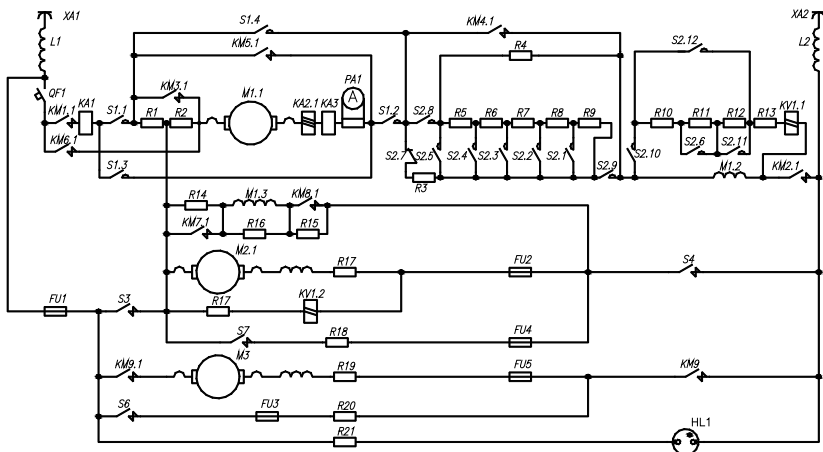 XA1 S1.4 KM4.1 XA2
L1 KM5.1 R4 S2.12 L2
QF1 KM3.1 M1.1 PA1
A
KM1.1 KA1 S1.1 R1 R2 KA2.1 KA3 S1.2 S2.8 R5 R6 R7 R8 R9 R10 R11 R12 R13 KV1.1
KM6.1 S2.7 S2.5 S2.4 S2.3 S2.2 S2.1 S2.6 S2.11
S1.3 R3 S2.9 S2.10 M1.2 KM2.1
R14 M1.3 KM8.1
KM7.1 R16 R15
M2.1 R17 FU2 S4
FU1 S3 R17 KV1.2
S7 R18 FU4
KM9.1 M3 R19 FU5 KM9
S6 FU3 R20
R21 HL1